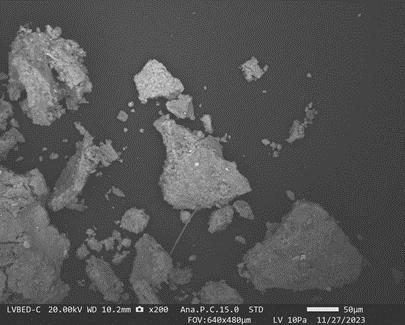 LVBED-C 20.00kV WD 10.2mm x200 Ana.P.C.15.0 STD 50µm
FOV:640x480µm LV 10Pa 11/27/2023